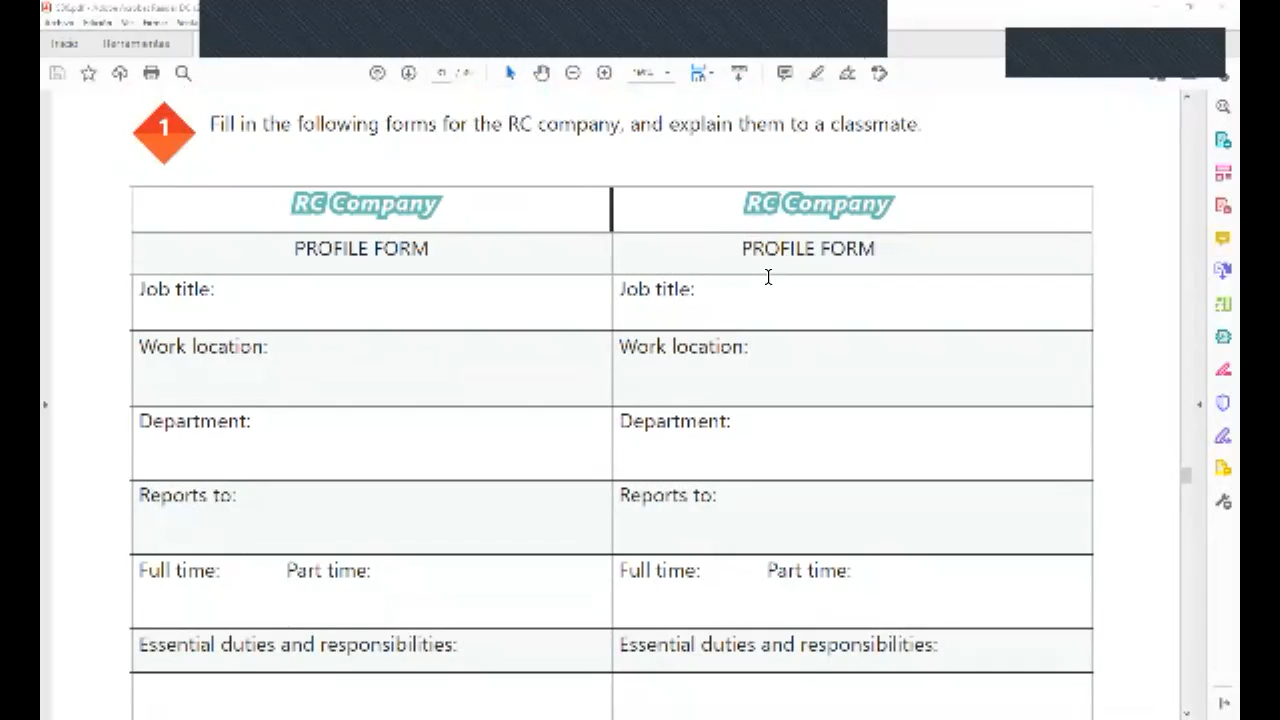 Inicio Herramientas
1 Fill in the following forms for the RC company, and explain them to a classmate.
RC Company RC Company
PROFILE FORM PROFILE FORM
Job title: Job title:
Work location: Work location:
Department: Department:
Reports to: Reports to:
Full time: Part time: Full time: Part time:
Essential duties and responsibilities: Essential duties and responsibilities: